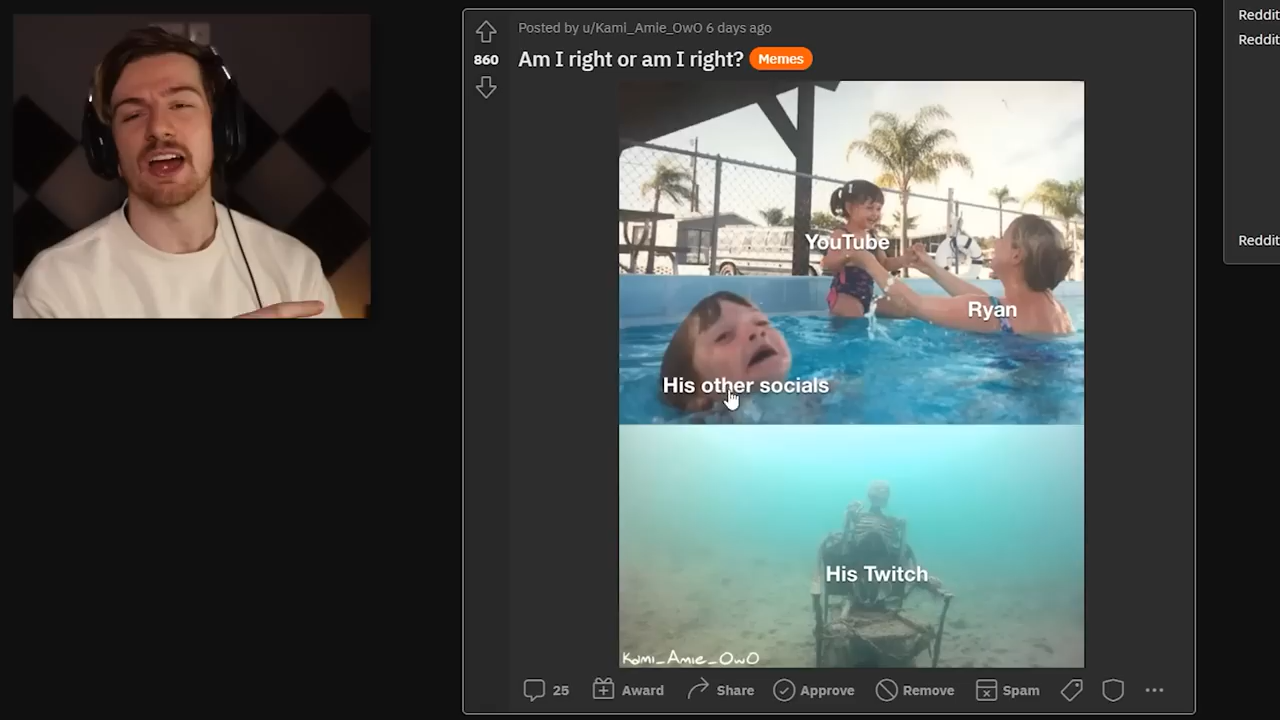 Posted by u/Kami_Amie_OwO 6 days ago
860
Am I right or am I right? Memes
YouTube
Ryan
His other socials
His Twitch
Kami_Amie_OwO
25 Award Share Approve Remove Spam
Reddit
Reddit
Reddit